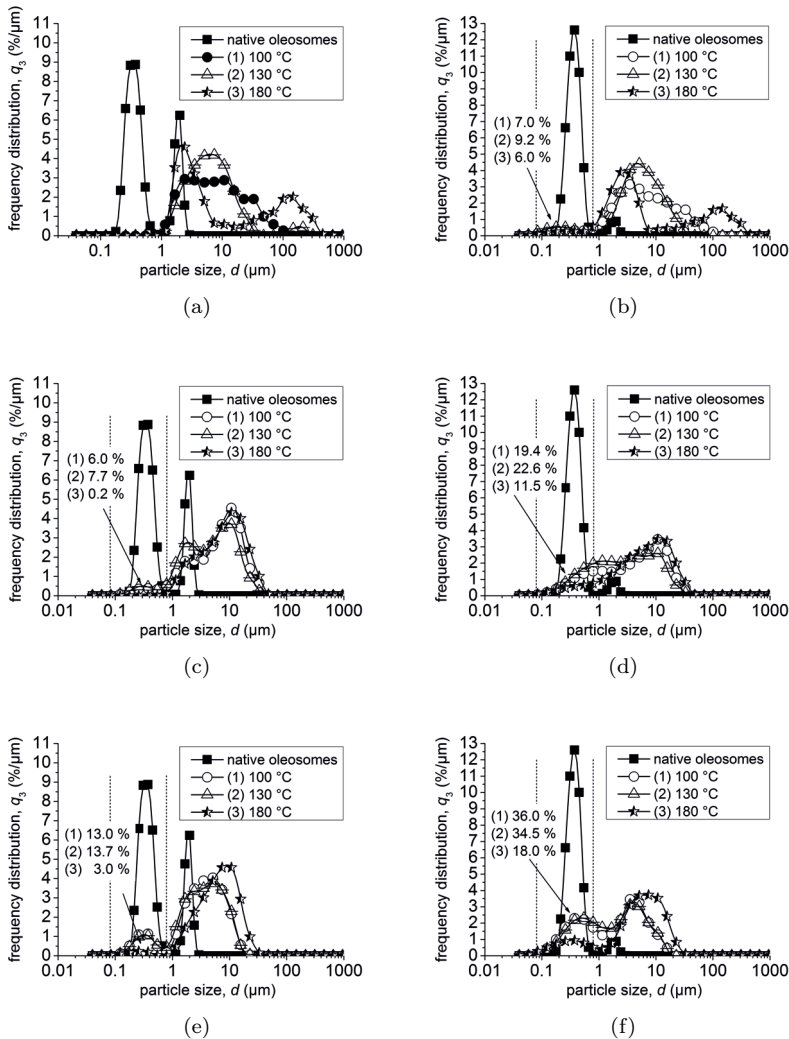 11
10
9
8
7
6
5
4
3
2
1
0
frequency distribution, q3 (%/µm)
native oleosomes
(1) 100 °C
(2) 130 °C
(3) 180 °C
0.1 1 10 100 1000
particle size, d (µm)
(a)
13
12
11
10
9
8
7
6
5
4
3
2
1
0
frequency distribution, q3 (%/µm)
native oleosomes
(1) 100 °C
(2) 130 °C
(3) 180 °C
(1) 7.0 %
(2) 9.2 %
(3) 6.0 %
0.01 0.1 1 10 100 1000
particle size, d (µm)
(b)
11
10
9
8
7
6
5
4
3
2
1
0
frequency distribution, q3 (%/µm)
native oleosomes
(1) 100 °C
(2) 130 °C
(3) 180 °C
(1) 6.0 %
(2) 7.7 %
(3) 0.2 %
0.01 0.1 1 10 100 1000
particle size, d (µm)
(c)
13
12
11
10
9
8
7
6
5
4
3
2
1
0
frequency distribution, q3 (%/µm)
native oleosomes
(1) 100 °C
(2) 130 °C
(3) 180 °C
(1) 19.4 %
(2) 22.6 %
(3) 11.5 %
0.01 0.1 1 10 100 1000
particle size, d (µm)
(d)
11
10
9
8
7
6
5
4
3
2
1
0
frequency distribution, q3 (%/µm)
native oleosomes
(1) 100 °C
(2) 130 °C
(3) 180 °C
(1) 13.0 %
(2) 13.7 %
(3) 3.0 %
0.01 0.1 1 10 100 1000
particle size, d (µm)
(e)
13
12
11
10
9
8
7
6
5
4
3
2
1
0
frequency distribution, q3 (%/µm)
native oleosomes
(1) 100 °C
(2) 130 °C
(3) 180 °C
(1) 36.0 %
(2) 34.5 %
(3) 18.0 %
0.01 0.1 1 10 100 1000
particle size, d (µm)
(f)